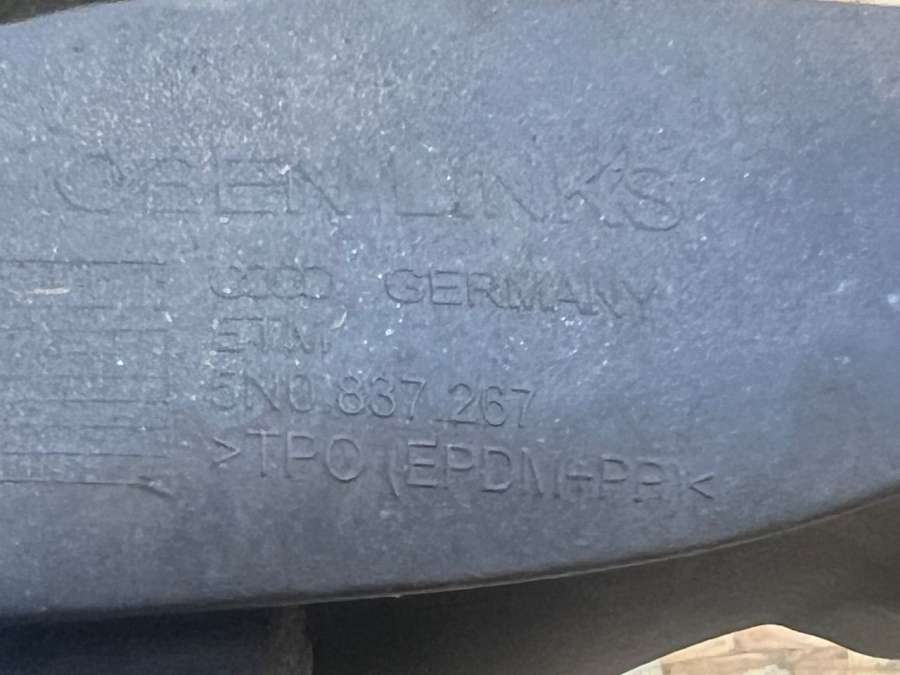 OBEN LINKS
GERMANY
5N0.837.267
>TPO (EPDM+PP)<